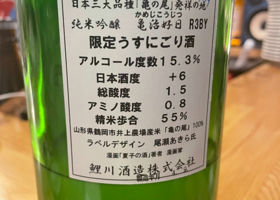 日本三大品種「亀の尾」発祥の地
純米吟醸 亀治好日 R3BY
かめじこうじつ
限定うすにごり酒
アルコール度数15.3%
日本酒度 +6
総酸度 1.5
アミノ酸度 0.8
精米歩合 55%
山形県鶴岡市井上農場産米「亀の尾」100%
ラベルデザイン 尾瀬あきら氏
漫画「夏子の酒」著者 漫画家
鯉川酒造株式会社